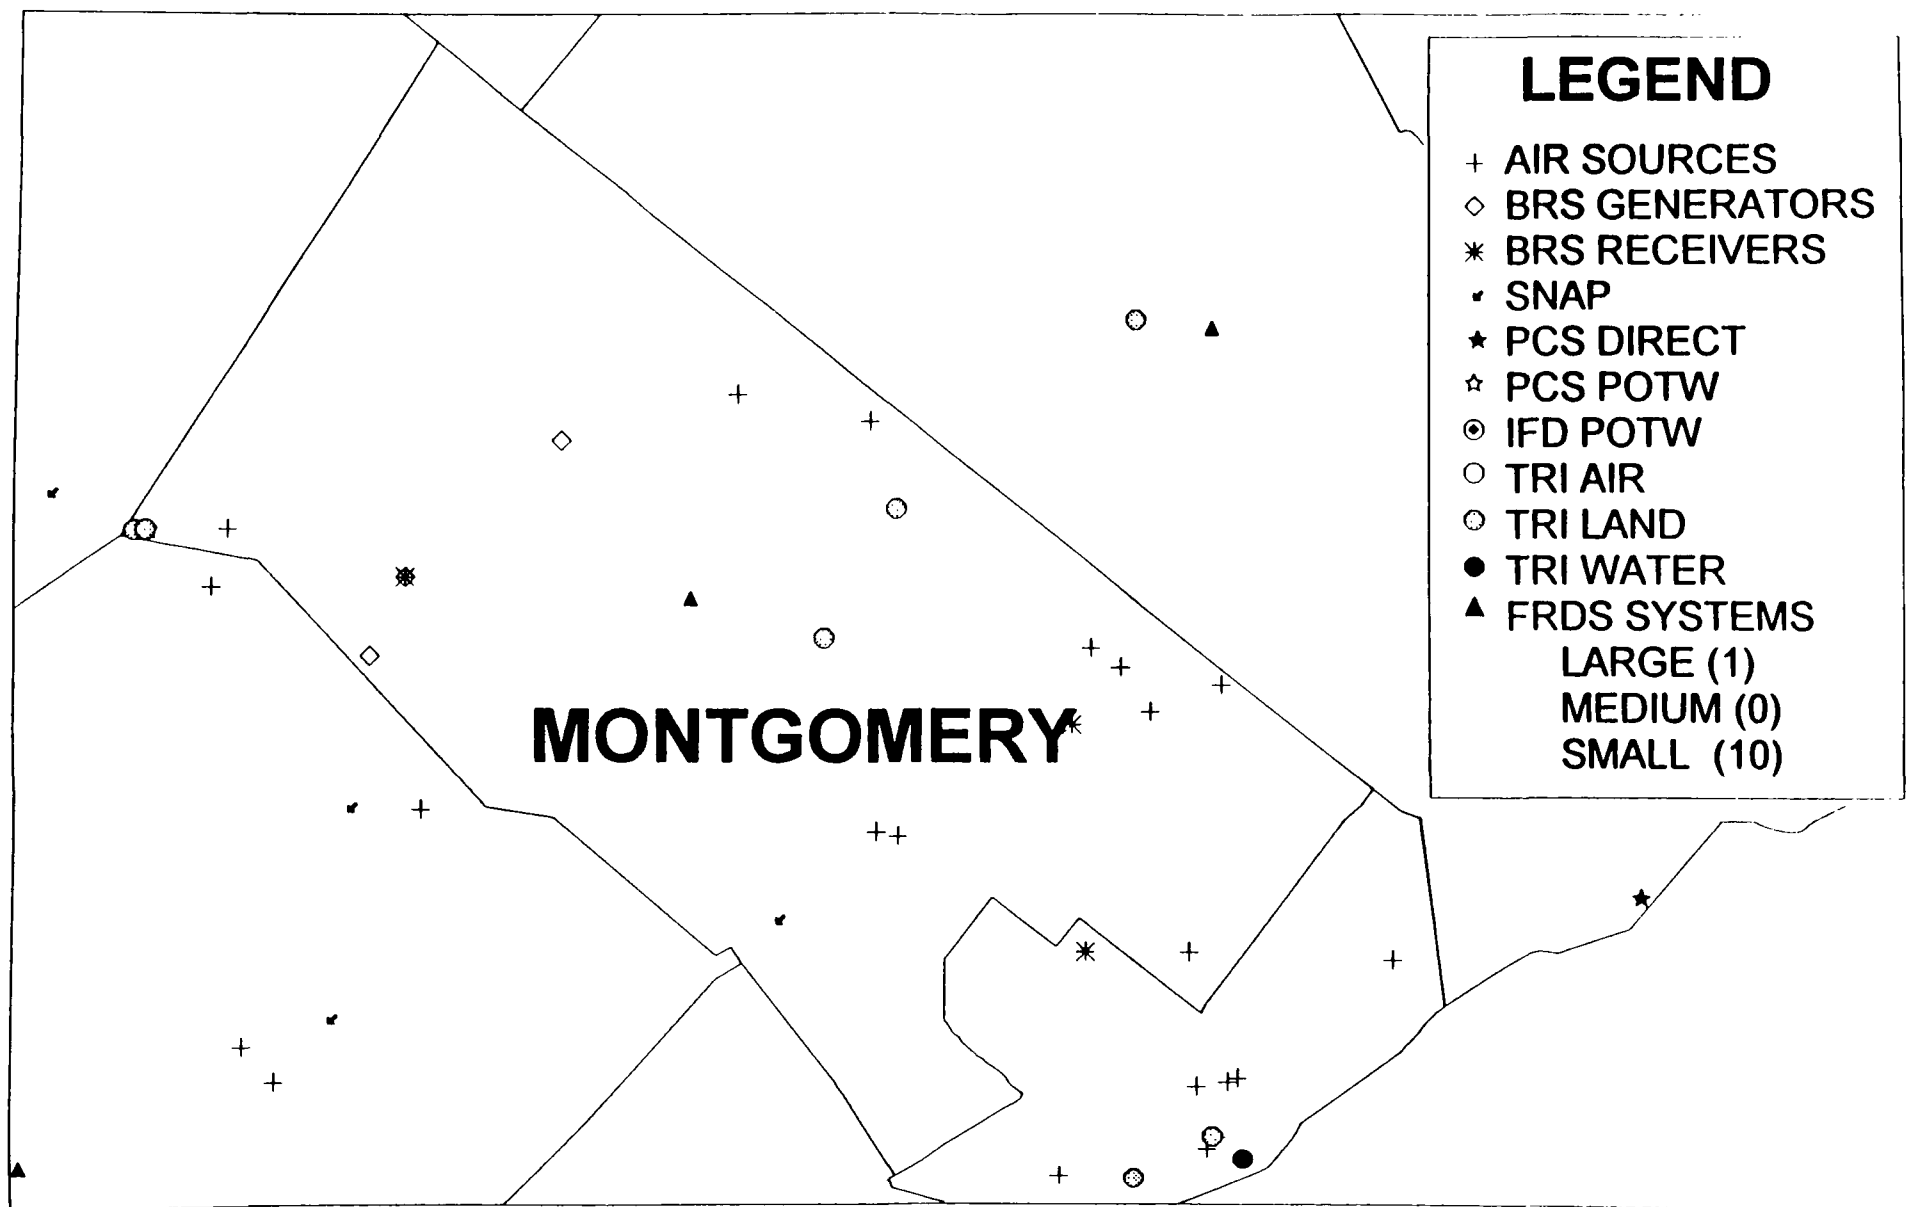 LEGEND
AIR SOURCES
BRS GENERATORS
BRS RECEIVERS
SNAP
PCS DIRECT
PCS POTW
IFD POTW
TRI AIR
TRI LAND
TRI WATER
FRDS SYSTEMS
LARGE (1)
MEDIUM (0)
SMALL (10)
MONTGOMERY